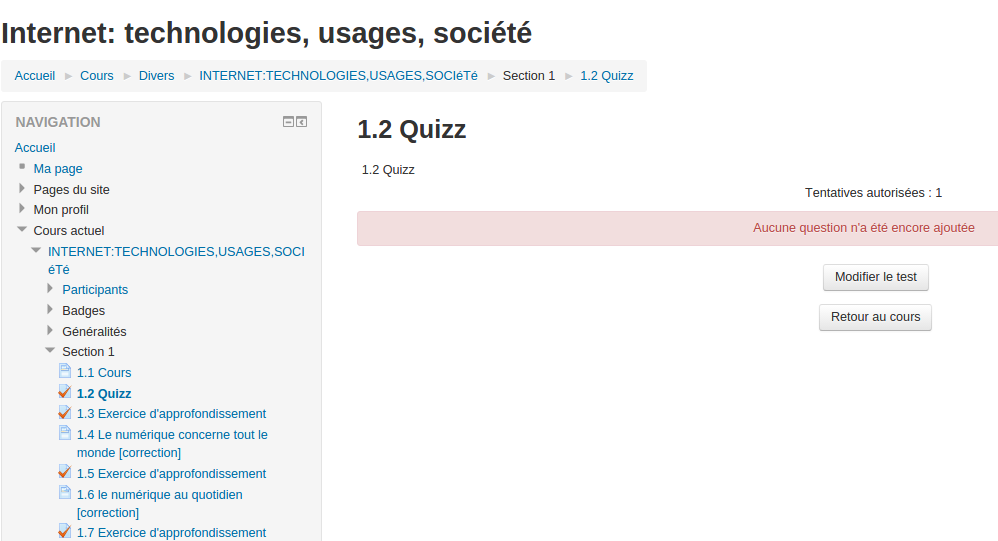 Internet: technologies, usages, société
Accueil ► Cours ► Divers ► INTERNET:TECHNOLOGIES,USAGES,SOCIéTé ► Section 1 ► 1.2 Quizz
NAVIGATION
Accueil
Ma page
Pages du site
Mon profil
Cours actuel
INTERNET:TECHNOLOGIES,USAGES,SOCI
éTé
Participants
Badges
Généralités
Section 1
1.1 Cours
1.2 Quizz
1.3 Exercice d'approfondissement
1.4 Le numérique concerne tout le
monde [correction]
1.5 Exercice d'approfondissement
1.6 le numérique au quotidien
[correction]
1.7 Exercice d'approfondissement
1.2 Quizz
1.2 Quizz
Tentatives autorisées : 1
Aucune question n'a été encore ajoutée
Modifier le test
Retour au cours